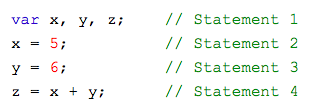 var x, y, z;    // Statement 1
x = 5;          // Statement 2
y = 6;          // Statement 3
z = x + y;      // Statement 4